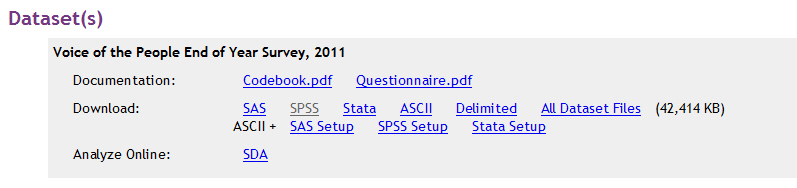 Dataset(s)
Voice of the People End of Year Survey, 2011
Documentation: Codebook.pdf Questionnaire.pdf
Download: SAS SPSS Stata ASCII Delimited All Dataset Files (42,414 KB)
ASCII + SAS Setup SPSS Setup Stata Setup
Analyze Online: SDA